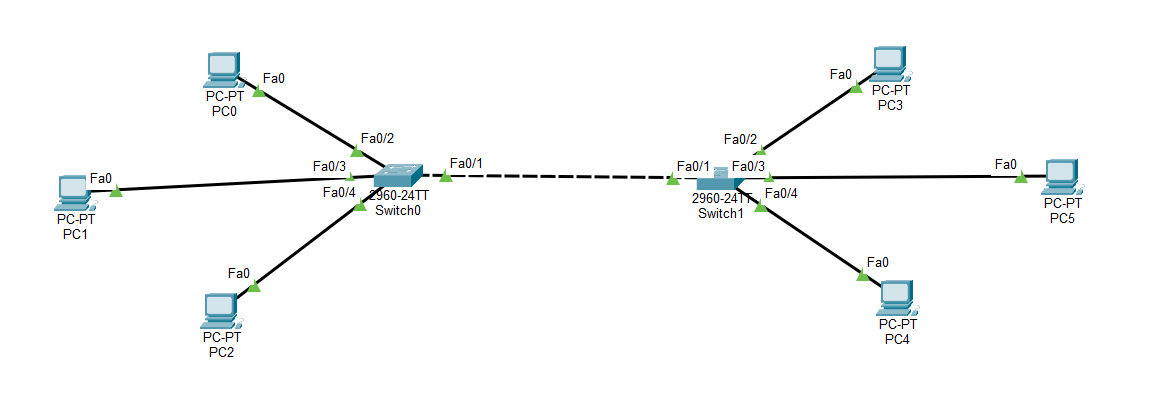 Fa0
PC-PT
PC0
Fa0/2
Fa0/3
Fa0/1
Fa0/4
2960-24TT
Switch0
Fa0
PC-PT
PC1
Fa0
PC-PT
PC2
Fa0
PC-PT
PC3
Fa0/2
Fa0/1
Fa0/3
2960-24TT
Switch1
Fa0/4
Fa0
PC-PT
PC5
Fa0
PC-PT
PC4